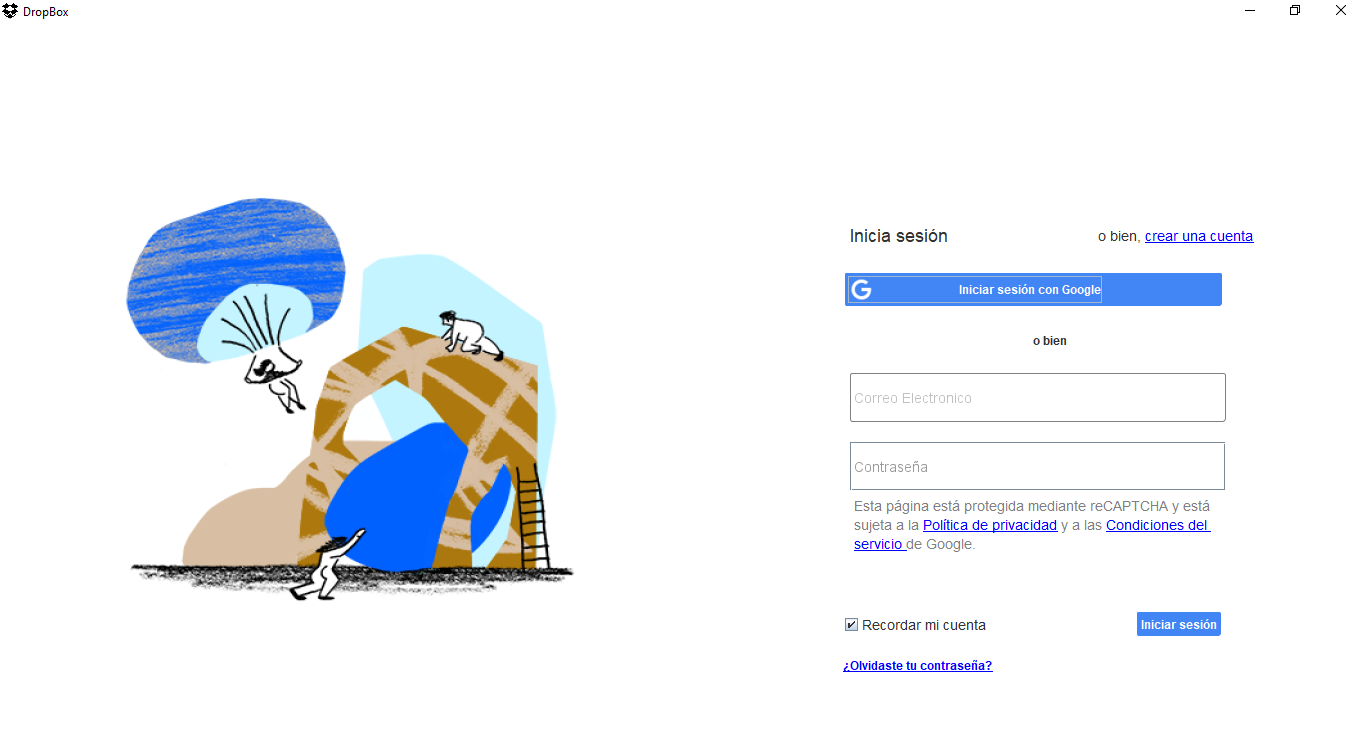 DropBox
Inicia sesión
o bien, crear una cuenta
Iniciar sesión con Google
o bien
Correo Electronico
Contraseña
Esta página está protegida mediante reCAPTCHA y está
sujeta a la Política de privacidad y a las Condiciones del
servicio de Google.
Recordar mi cuenta
Iniciar sesión
¿Olvidaste tu contraseña?